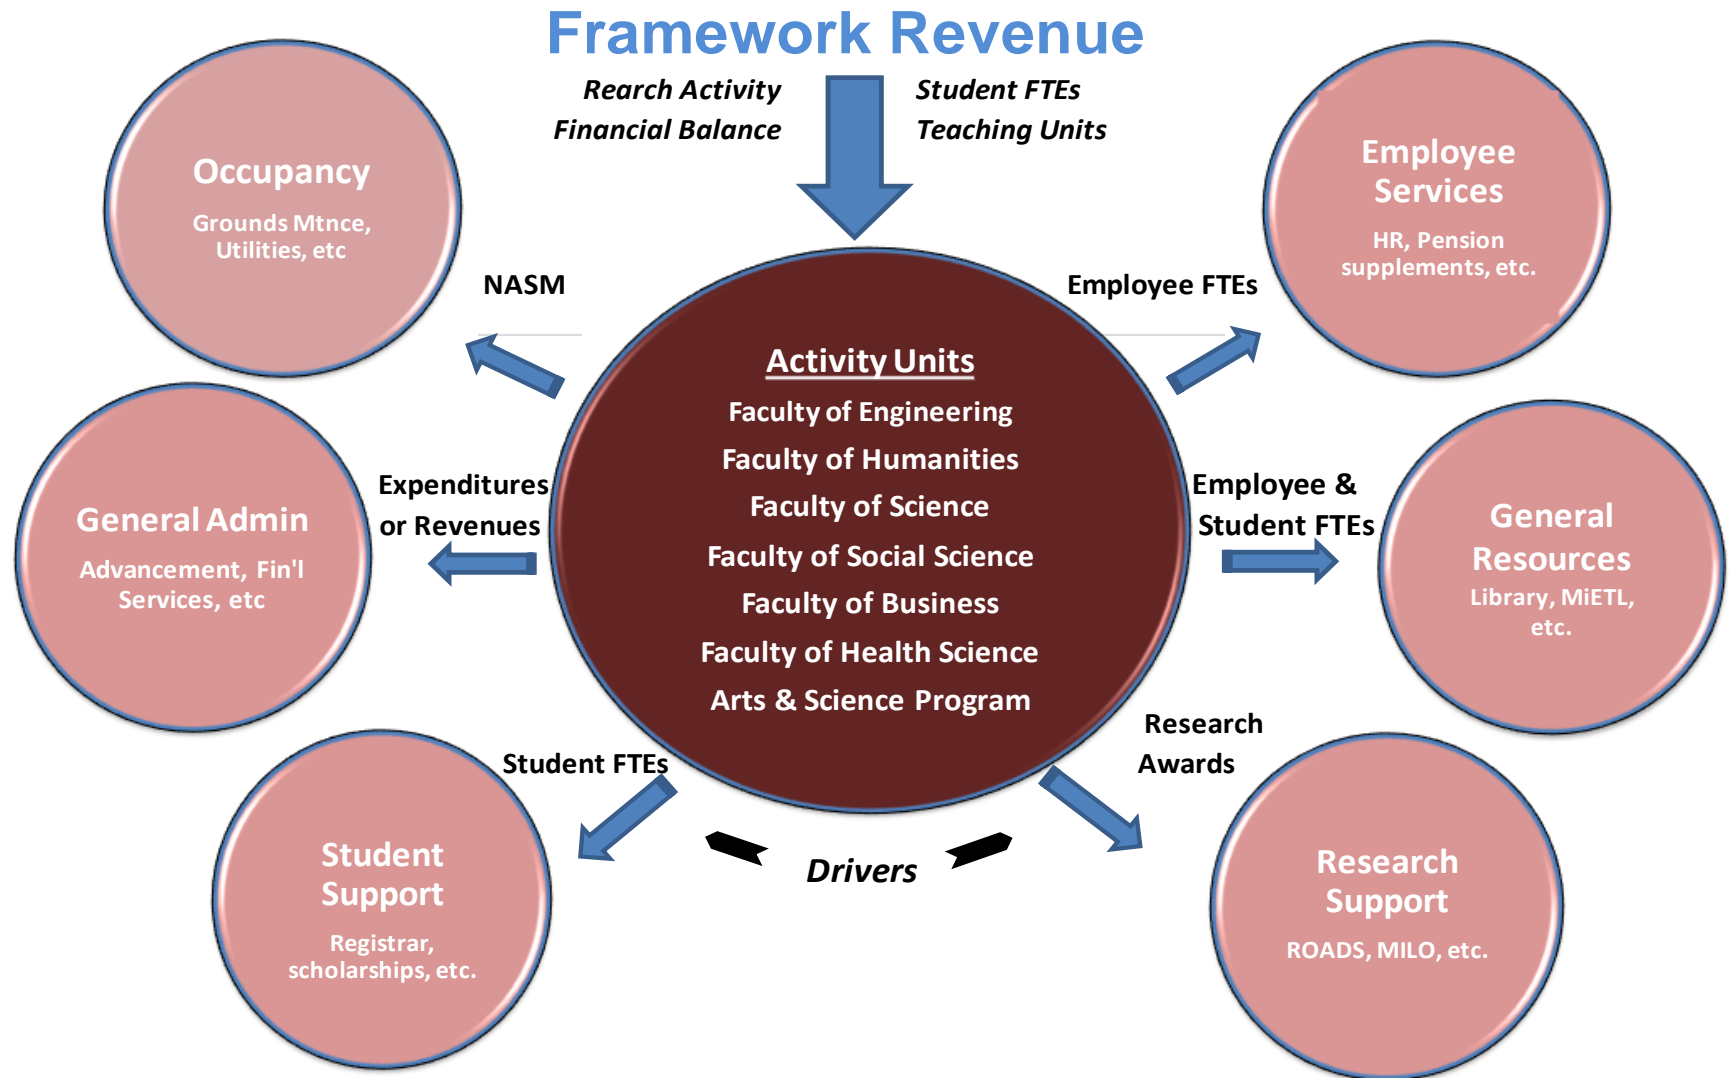 Framework Revenue
Rearch Activity
Financial Balance
Student FTEs
Teaching Units
Occupancy
Grounds Mtnce,
Utilities, etc
NASM
Employee FTEs
Employee
Services
HR, Pension
supplements, etc.
Activity Units
Faculty of Engineering
Faculty of Humanities
Faculty of Science
Faculty of Social Science
Faculty of Business
Faculty of Health Science
Arts & Science Program
General Admin
Advancement, Fin'l
Services, etc
Expenditures
or Revenues
Employee &
Student FTEs
General
Resources
Library, MiETL,
etc.
Student FTEs
Research
Awards
Student
Support
Registrar,
scholarships, etc.
Drivers
Research
Support
ROADS, MILO, etc.